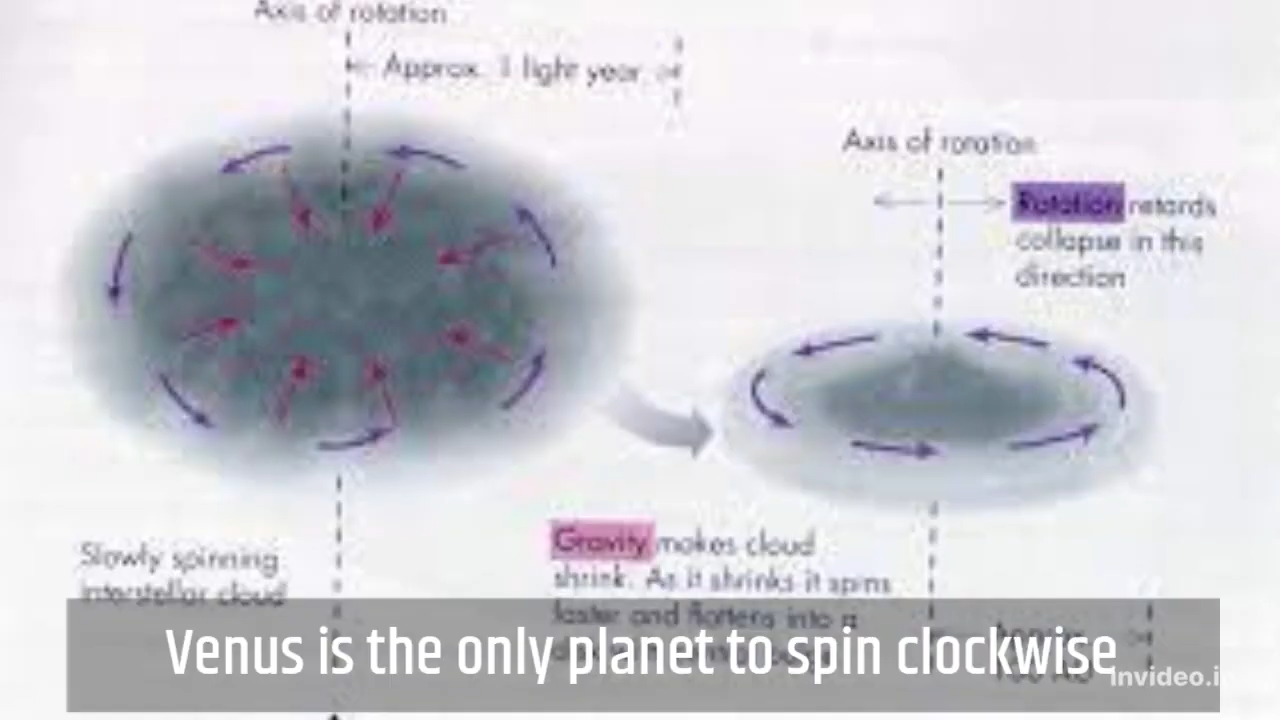 Axis of rotation
Approx. 1 light year
Axis of rotation
Rotation retards
collapse in this
direction
Slowly spinning
interstellar cloud
Gravity makes cloud
shrink. As it shrinks it spins
faster and flattens into a
Venus is the only planet to spin clockwise
invideo.i